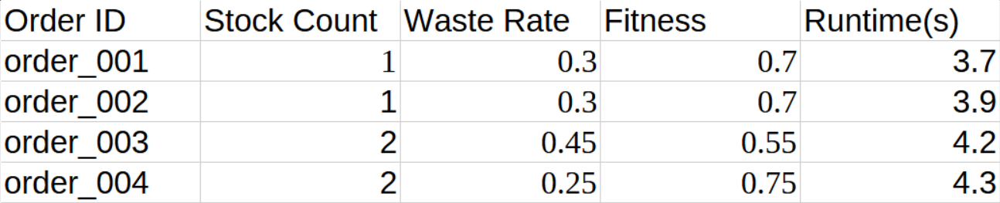 Order ID Stock Count Waste Rate Fitness Runtime(s)
order_001 1 0.3 0.7 3.7
order_002 1 0.3 0.7 3.9
order_003 2 0.45 0.55 4.2
order_004 2 0.25 0.75 4.3